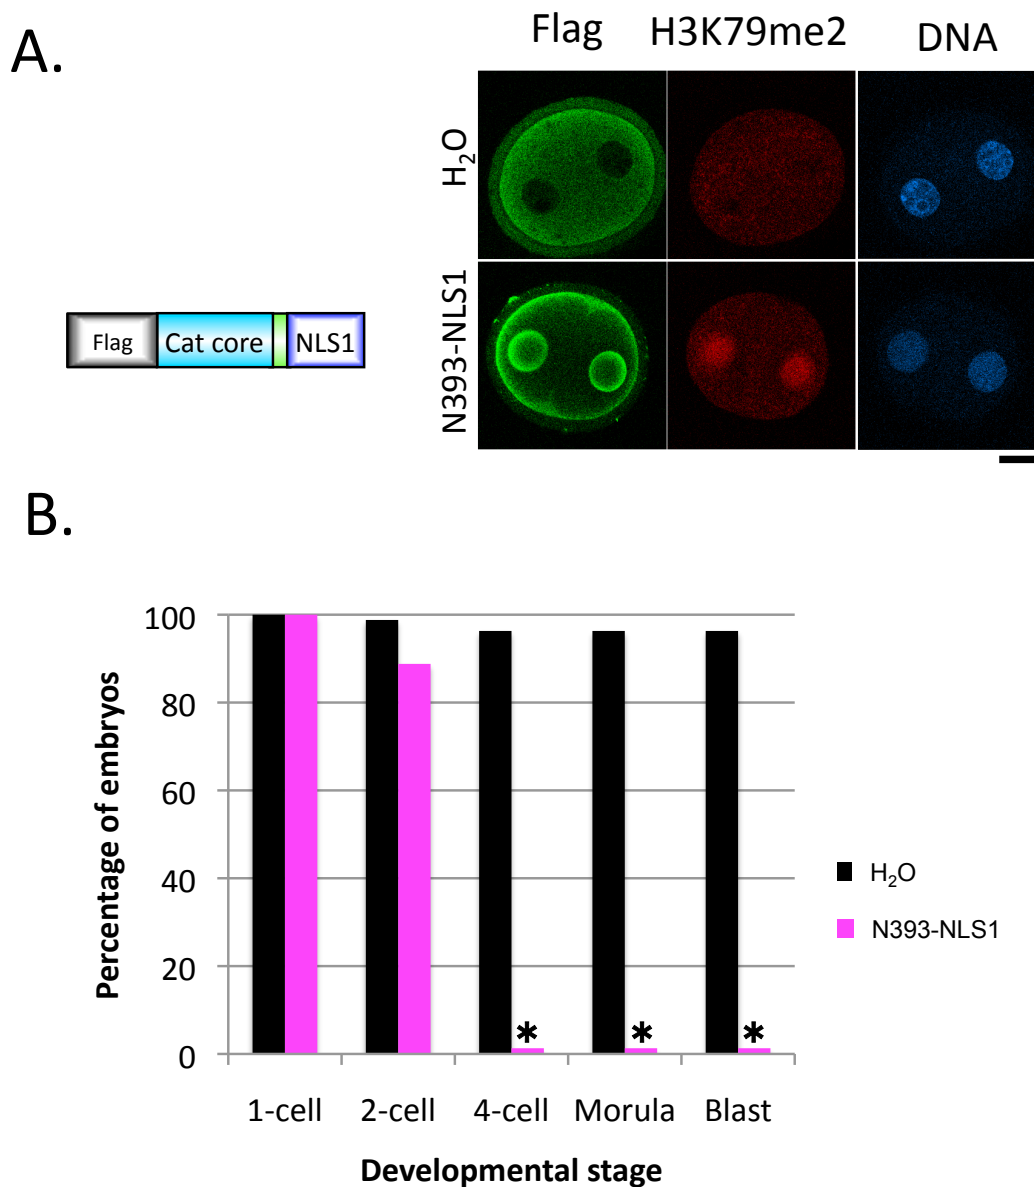 A.
Flag H3K79me2 DNA
H₂O
N393-NLS1
Flag Cat core NLS1
B.
Percentage of embryos
100
80
60
40
20
0
* * *
1-cell 2-cell 4-cell Morula Blast
Developmental stage
H₂O
N393-NLS1